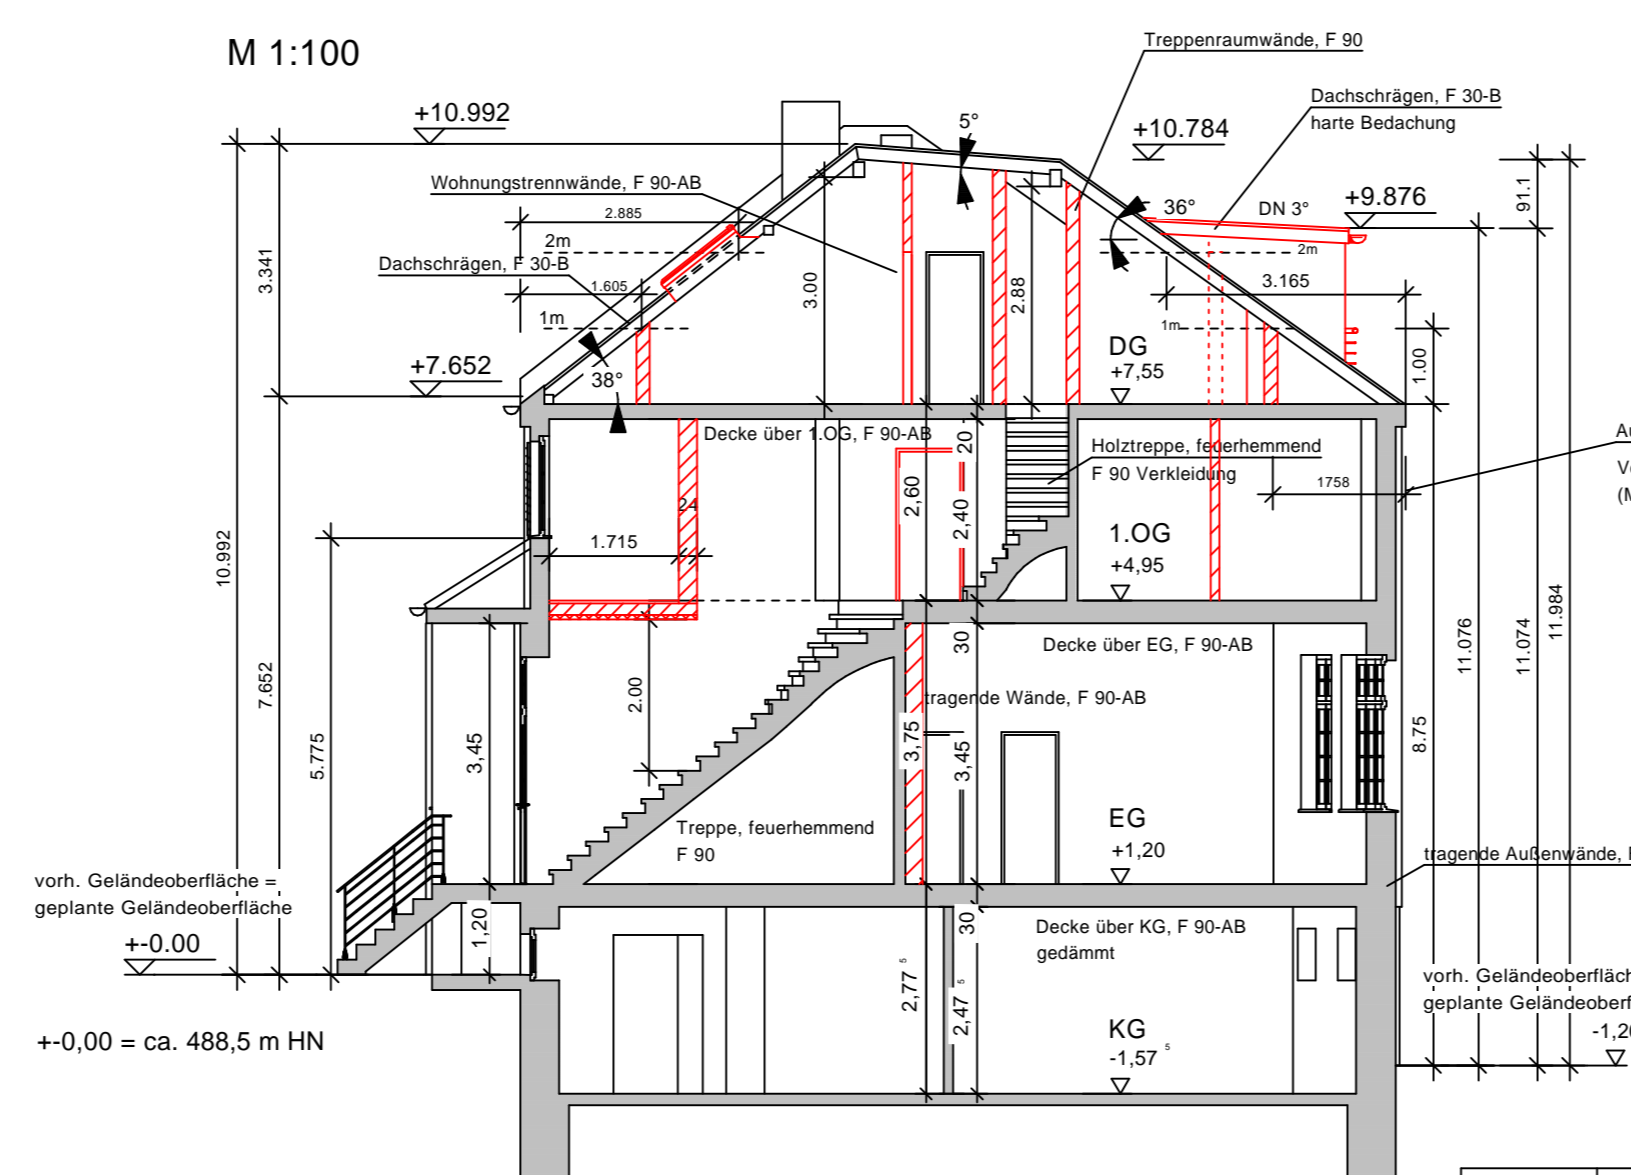 M 1:100
Treppenraumwände, F 90
Dachschrägen, F 30-B
harte Bedachung
+10.992
5°
+10.784
Wohnungstrennwände, F 90-AB
+9.876
91.1
2.885
36°
DN 3°
2m
2m
Dachschrägen, F 30-B
3.341
1.605
3.00
2.88
3.165
1m
1m
DG
+7,55
1.00
+7.652
38°
Decke über 1.OG, F 90-AB
20
Holztreppe, feuerhemmend
F 90 Verkleidung
1758
24
2,60
2,40
1.715
1.OG
+4,95
10.992
11.984
11.076
11.074
30
Decke über EG, F 90-AB
7.652
2.00
tragende Wände, F 90-AB
5.775
3,45
3,75
3,45
8.75
EG
+1,20
Treppe, feuerhemmend
F 90
tragende Außenwände,
vorh. Geländeoberfläche =
geplante Geländeoberfläche
+-0.00
1,20
30
Decke über KG, F 90-AB
gedämmt
2,77 5
2,47 5
KG
-1,57 5
+-0,00 = ca. 488,5 m HN